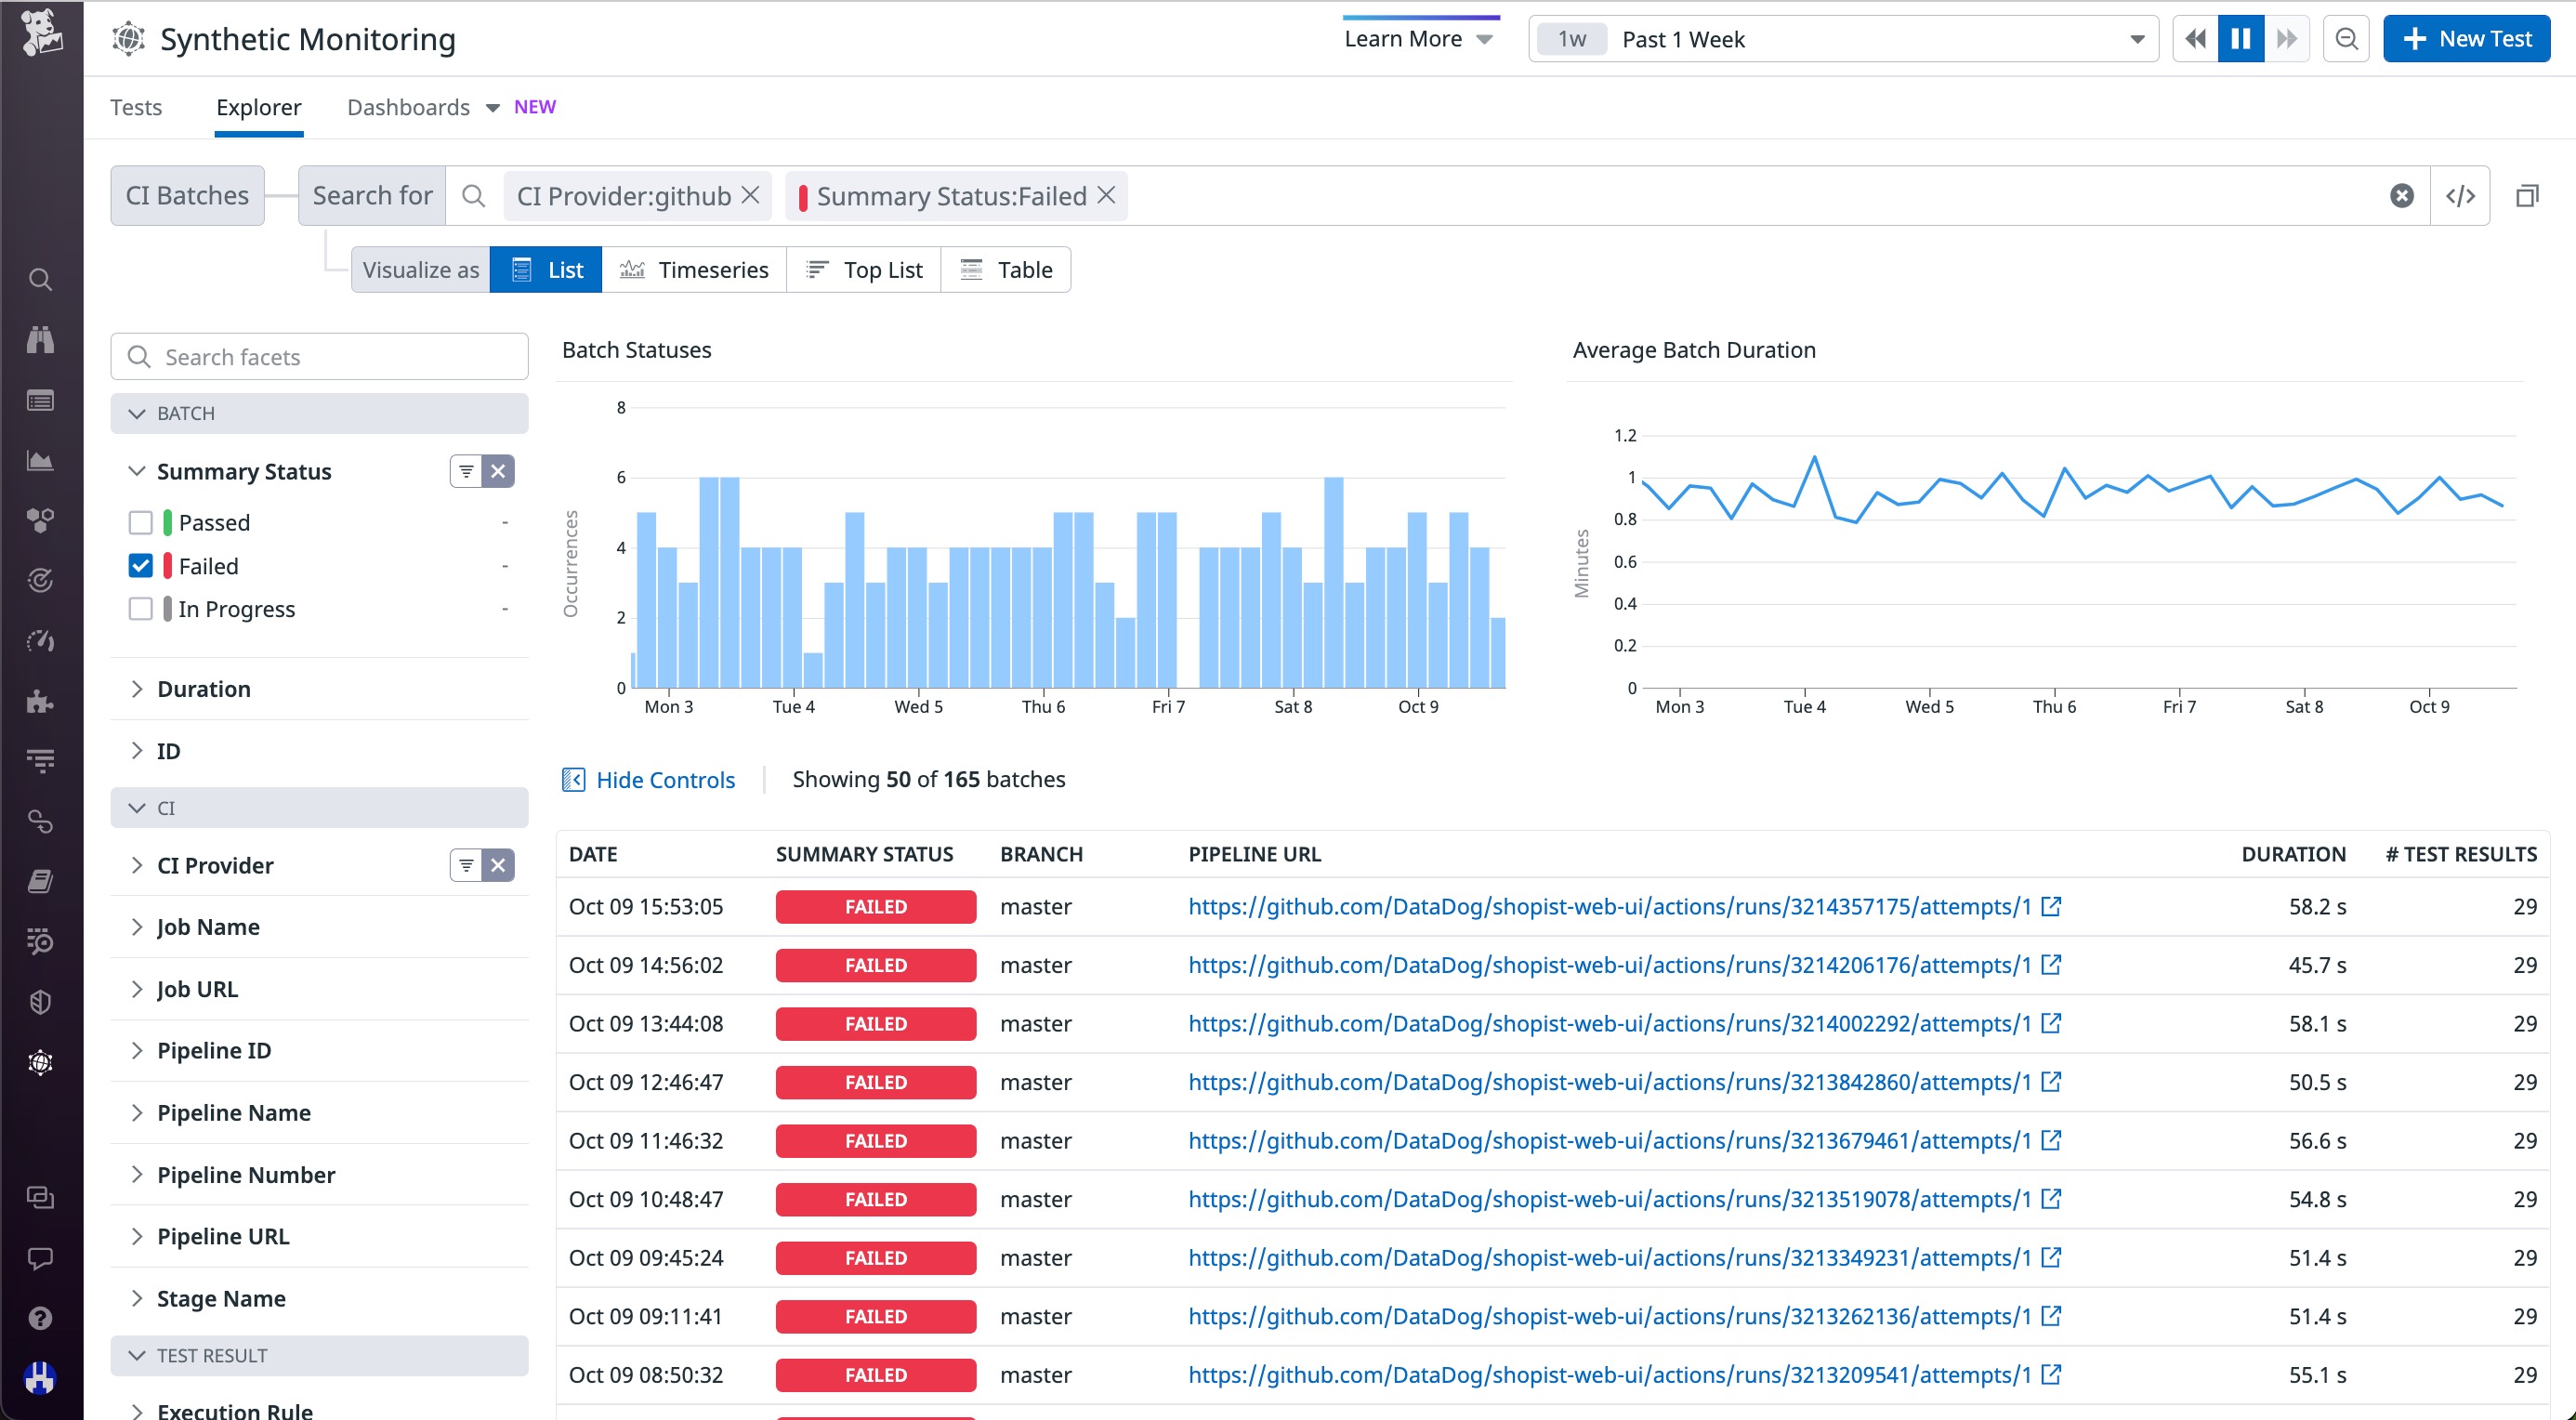 Synthetic Monitoring
Learn More
1w Past 1 Week
New Test
Tests Explorer Dashboards NEW
CI Batches Search for CI Provider:github Summary Status:Failed
Visualize as List Timeseries Top List Table
Search facets
BATCH
Summary Status
Passed -
Failed -
In Progress -
Duration
ID
CI
CI Provider
Job Name
Job URL
Pipeline ID
Pipeline Name
Pipeline Number
Pipeline URL
Stage Name
TEST RESULT
Execution Rule
Batch Statuses
Occurrences
8
6
4
2
0
Mon 3 Tue 4 Wed 5 Thu 6 Fri 7 Sat 8 Oct 9
Average Batch Duration
Minutes
1.2
1
0.8
0.6
0.4
0.2
0
Mon 3 Tue 4 Wed 5 Thu 6 Fri 7 Sat 8 Oct 9
Hide Controls Showing 50 of 165 batches
DATE SUMMARY STATUS BRANCH PIPELINE URL DURATION # TEST RESULTS
Oct 09 15:53:05 FAILED master https://github.com/DataDog/shopist-web-ui/actions/runs/3214357175/attempts/1 58.2 s 29
Oct 09 14:56:02 FAILED master https://github.com/DataDog/shopist-web-ui/actions/runs/3214206176/attempts/1 45.7 s 29
Oct 09 13:44:08 FAILED master https://github.com/DataDog/shopist-web-ui/actions/runs/3214002292/attempts/1 58.1 s 29
Oct 09 12:46:47 FAILED master https://github.com/DataDog/shopist-web-ui/actions/runs/3213842860/attempts/1 50.5 s 29
Oct 09 11:46:32 FAILED master https://github.com/DataDog/shopist-web-ui/actions/runs/3213679461/attempts/1 56.6 s 29
Oct 09 10:48:47 FAILED master https://github.com/DataDog/shopist-web-ui/actions/runs/3213519078/attempts/1 54.8 s 29
Oct 09 09:45:24 FAILED master https://github.com/DataDog/shopist-web-ui/actions/runs/3213349231/attempts/1 51.4 s 29
Oct 09 09:11:41 FAILED master https://github.com/DataDog/shopist-web-ui/actions/runs/3213262136/attempts/1 51.4 s 29
Oct 09 08:50:32 FAILED master https://github.com/DataDog/shopist-web-ui/actions/runs/3213209541/attempts/1 55.1 s 29